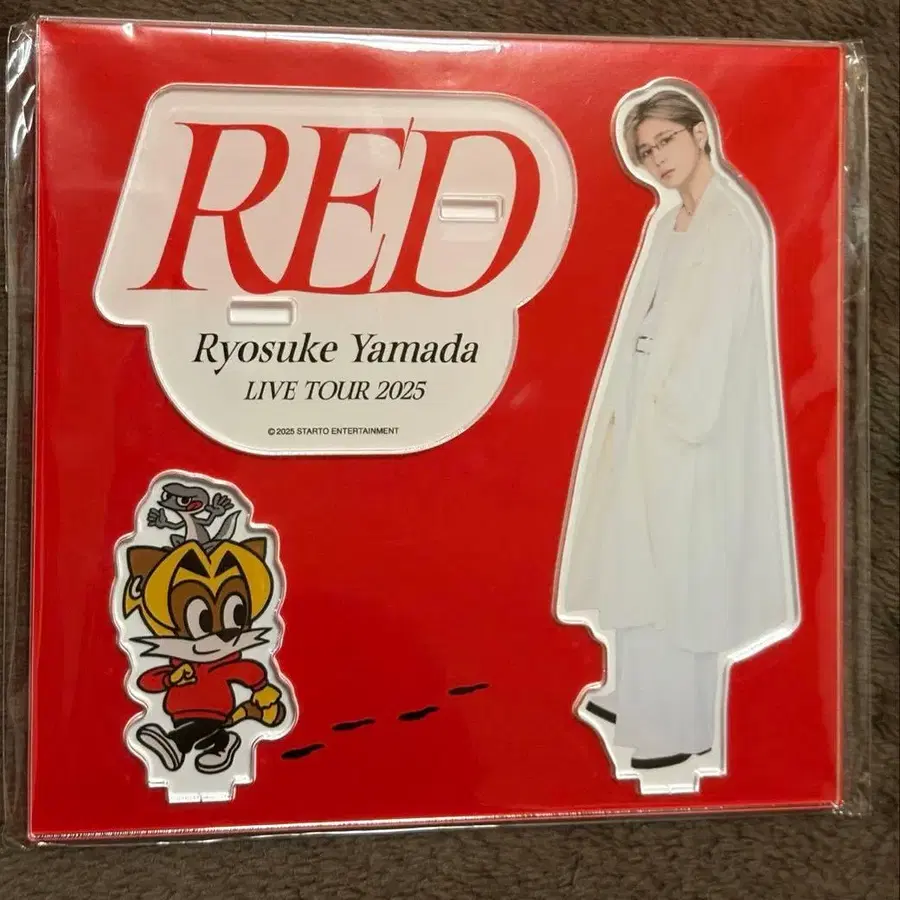 RED
Ryosuke Yamada
LIVE TOUR 2025
© 2025 STARTO ENTERTAINMENT